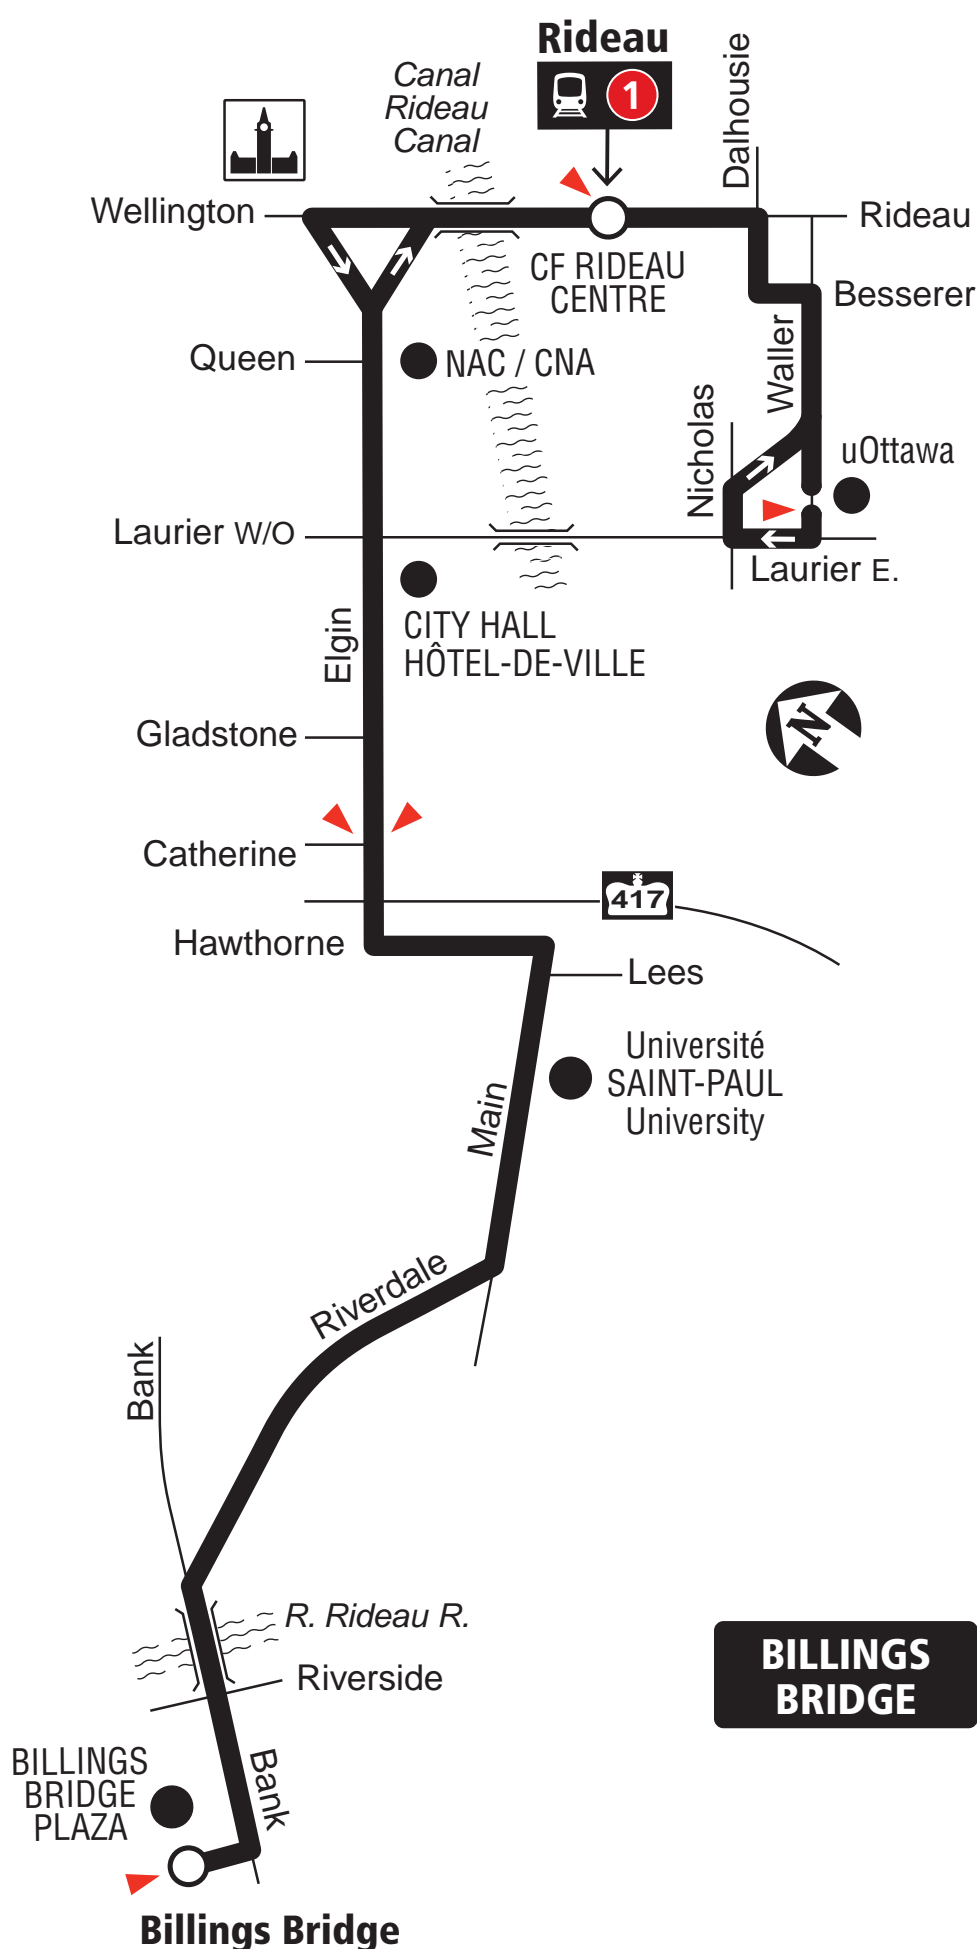 Rideau
1
Dalhousie
Canal
Rideau
Canal
Wellington
Rideau
CF RIDEAU
CENTRE
Besserer
Queen
NAC / CNA
Waller
Nicholas
uOttawa
Laurier W/O
Laurier E.
CITY HALL
HÔTEL-DE-VILLE
Elgin
N
Gladstone
Catherine
417
Hawthorne
Lees
Université
SAINT-PAUL
University
Main
Riverdale
Bank
R. Rideau R.
Riverside
BILLINGS
BRIDGE
BILLINGS
BRIDGE
PLAZA
Bank
Billings Bridge